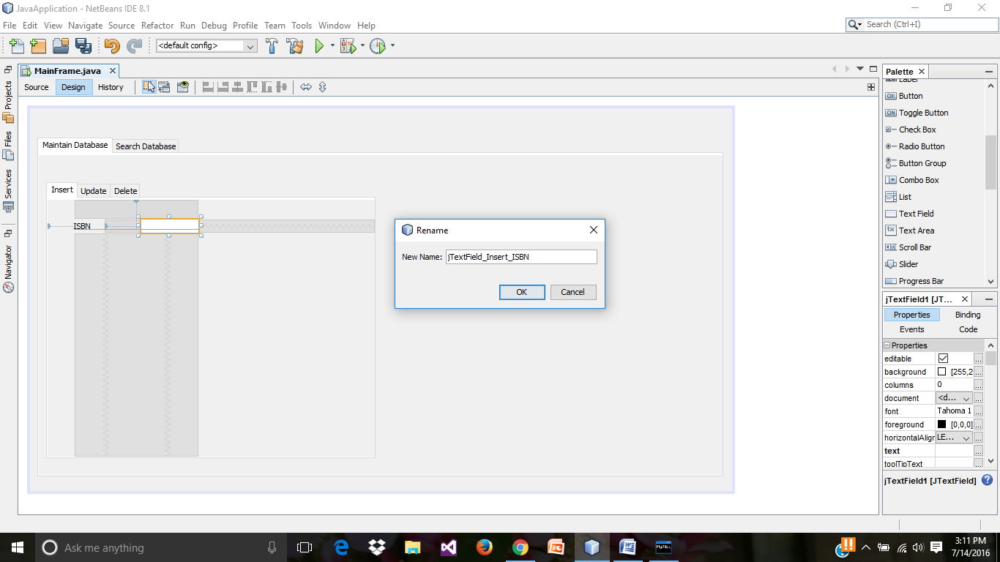 JavaApplication - NetBeans IDE 8.1
File Edit View Navigate Source Refactor Run Debug Profile Team Tools Window Help
Search (Ctrl+I)
<default config>
MainFrame.java
Source Design History
Projects
Files
Services
Navigator
Maintain Database Search Database
Insert Update Delete
ISBN
Rename
New Name: jTextField_Insert_ISBN
OK Cancel
Palette
Label
OK Button
ON Toggle Button
Check Box
Radio Button
Button Group
Combo Box
List
Text Field
Text Area
Scroll Bar
Slider
Progress Bar
jTextField1 [JT...
Properties Binding
Events Code
Properties
editable ...
background [255,2 ...
columns 0 ...
document <d... ...
font Tahoma 1 ...
foreground [0,0,0] ...
horizontalAlign LE... ...
text ...
toolTipText
jTextField1 [JTextField]
Ask me anything
MySQL
3:11 PM
7/14/2016